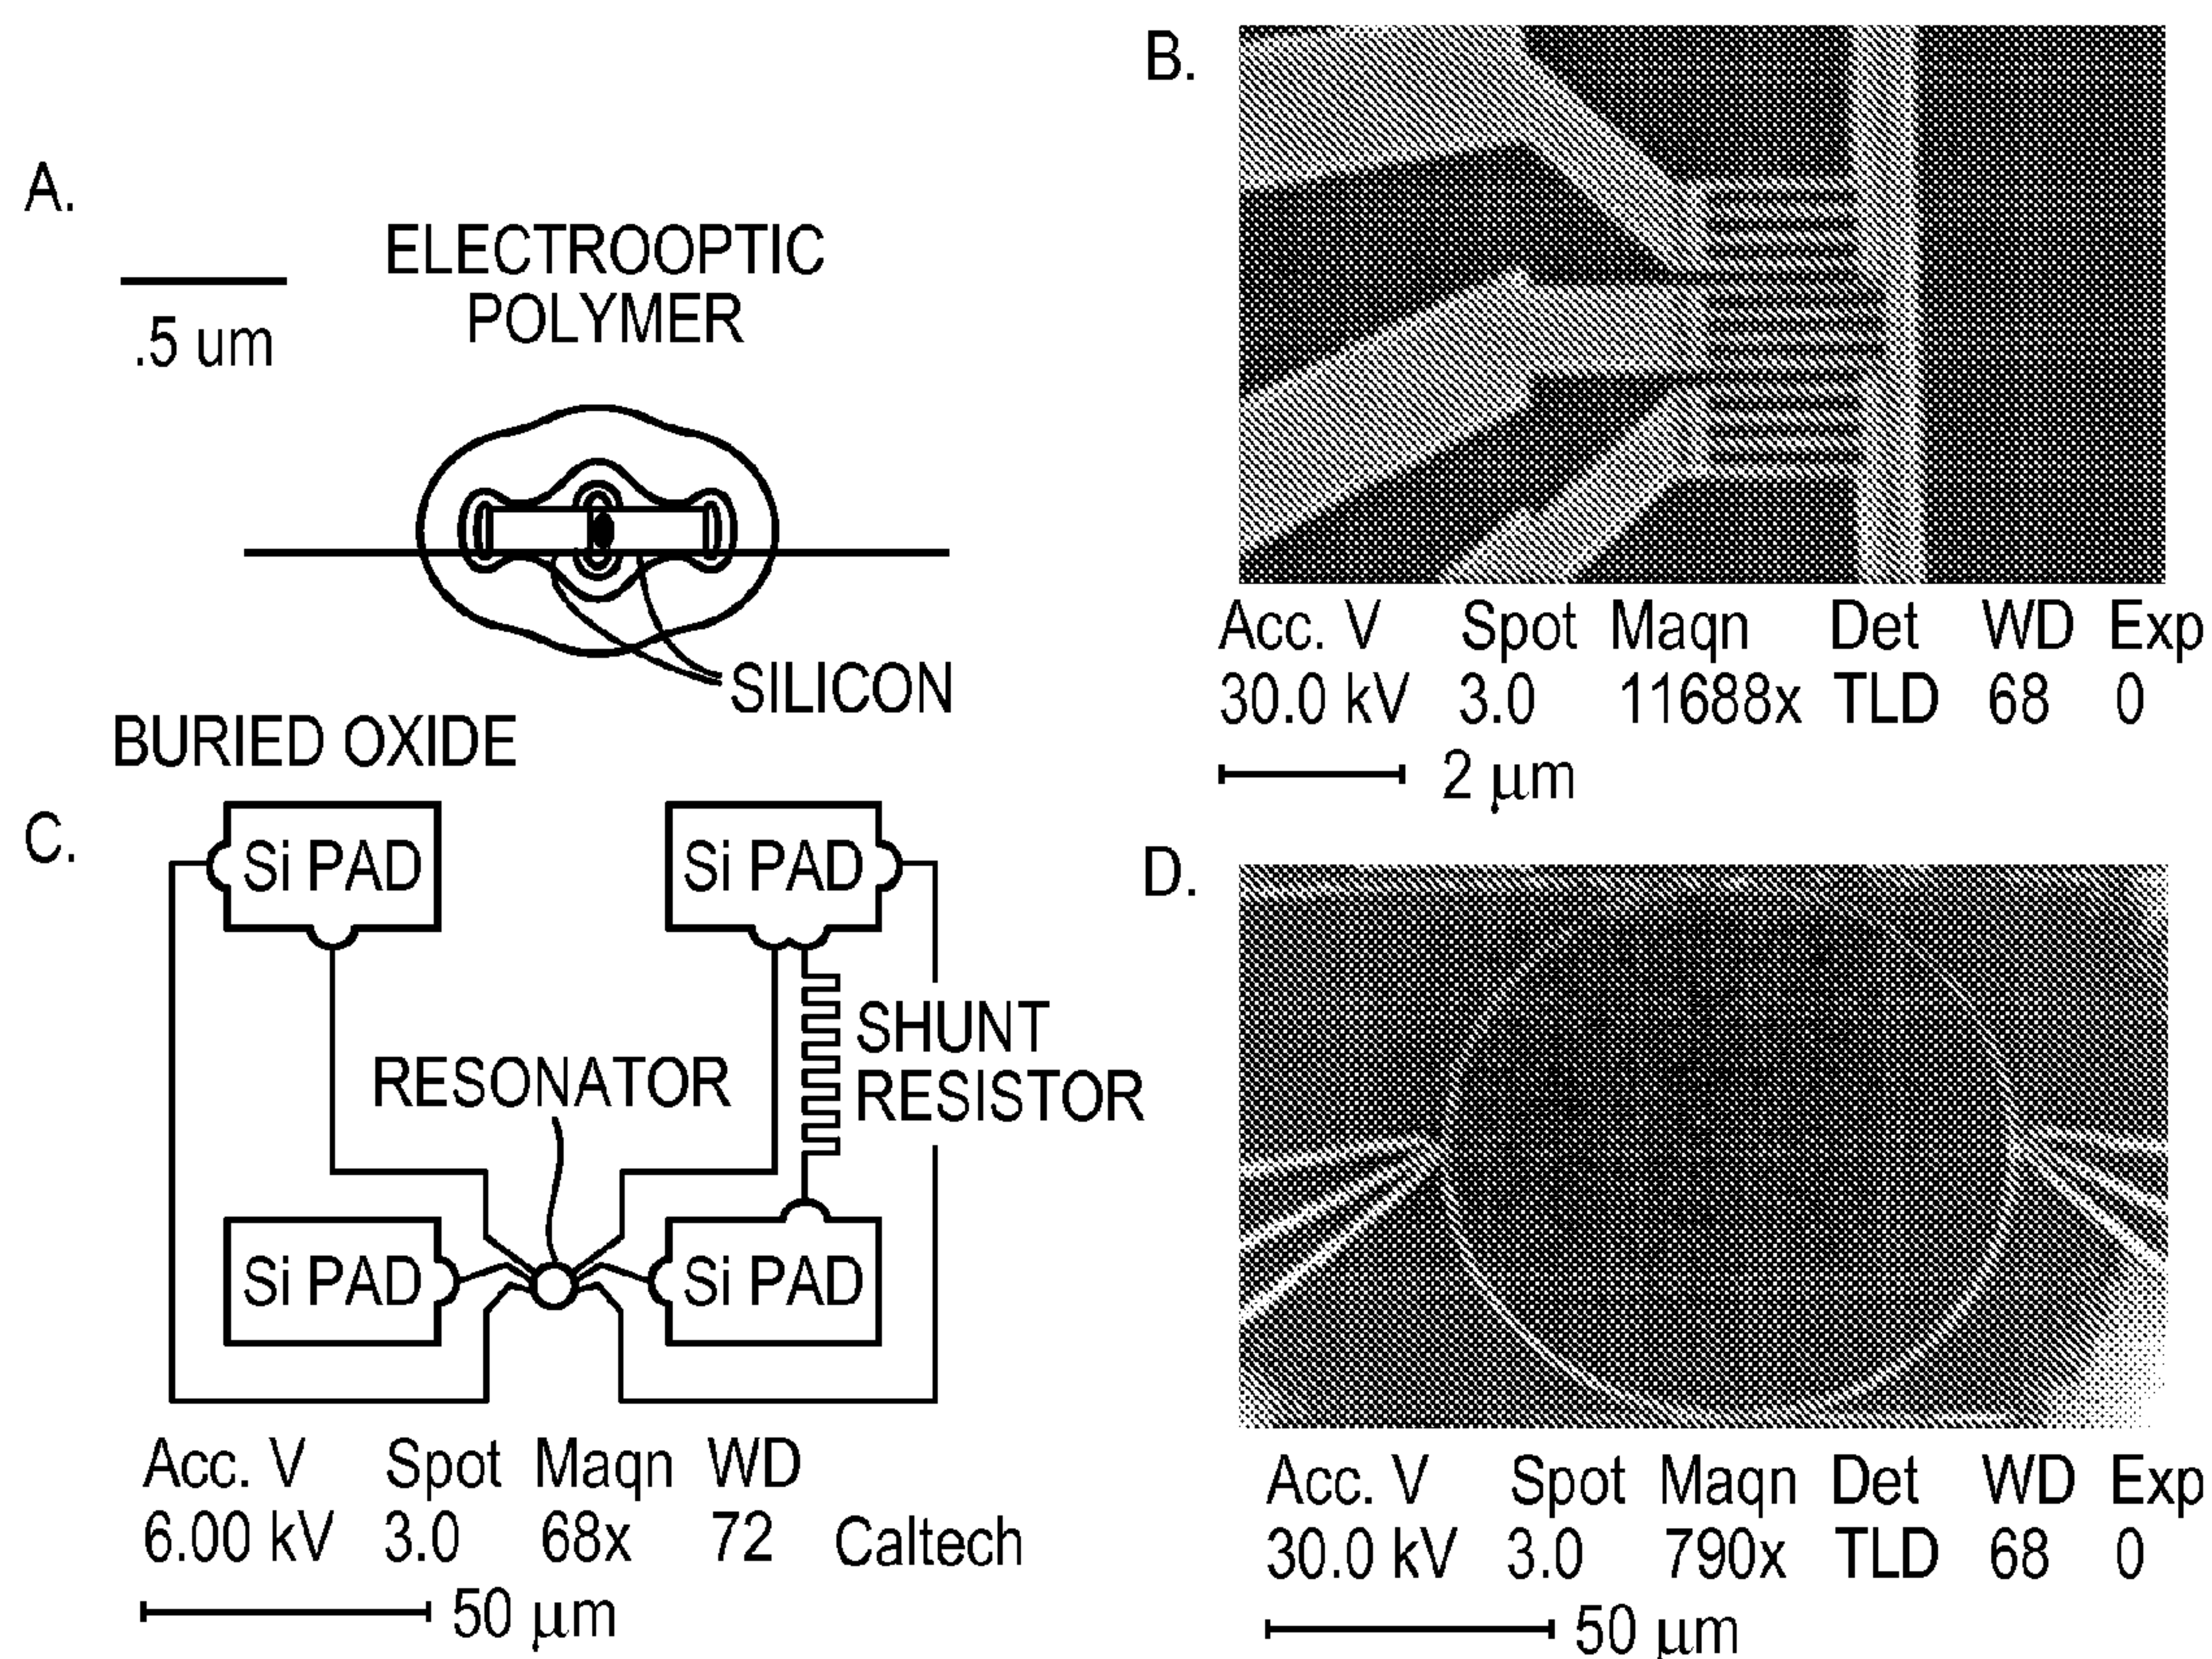 A.
.5 um
ELECTROOPTIC
POLYMER
SILICON
BURIED OXIDE
B.
Acc. V Spot Maqn Det WD Exp
30.0 kV 3.0 11688x TLD 68 0
2 µm
C.
Si PAD
Si PAD
SHUNT
RESISTOR
RESONATOR
Si PAD
Si PAD
Acc. V Spot Maqn WD
6.00 kV 3.0 68x 72 Caltech
50 µm
D.
Acc. V Spot Maqn Det WD Exp
30.0 kV 3.0 790x TLD 68 0
50 µm